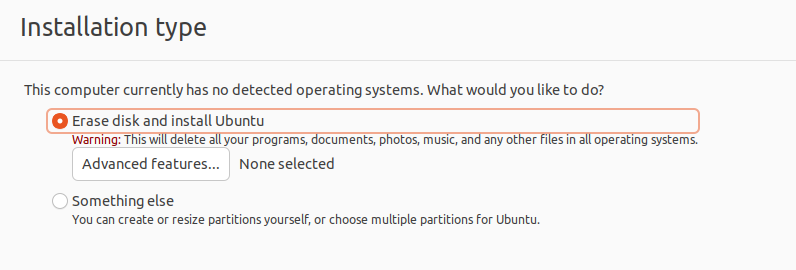 Installation type
This computer currently has no detected operating systems. What would you like to do?
Erase disk and install Ubuntu
Warning: This will delete all your programs, documents, photos, music, and any other files in all operating systems.
Advanced features... None selected
Something else
You can create or resize partitions yourself, or choose multiple partitions for Ubuntu.